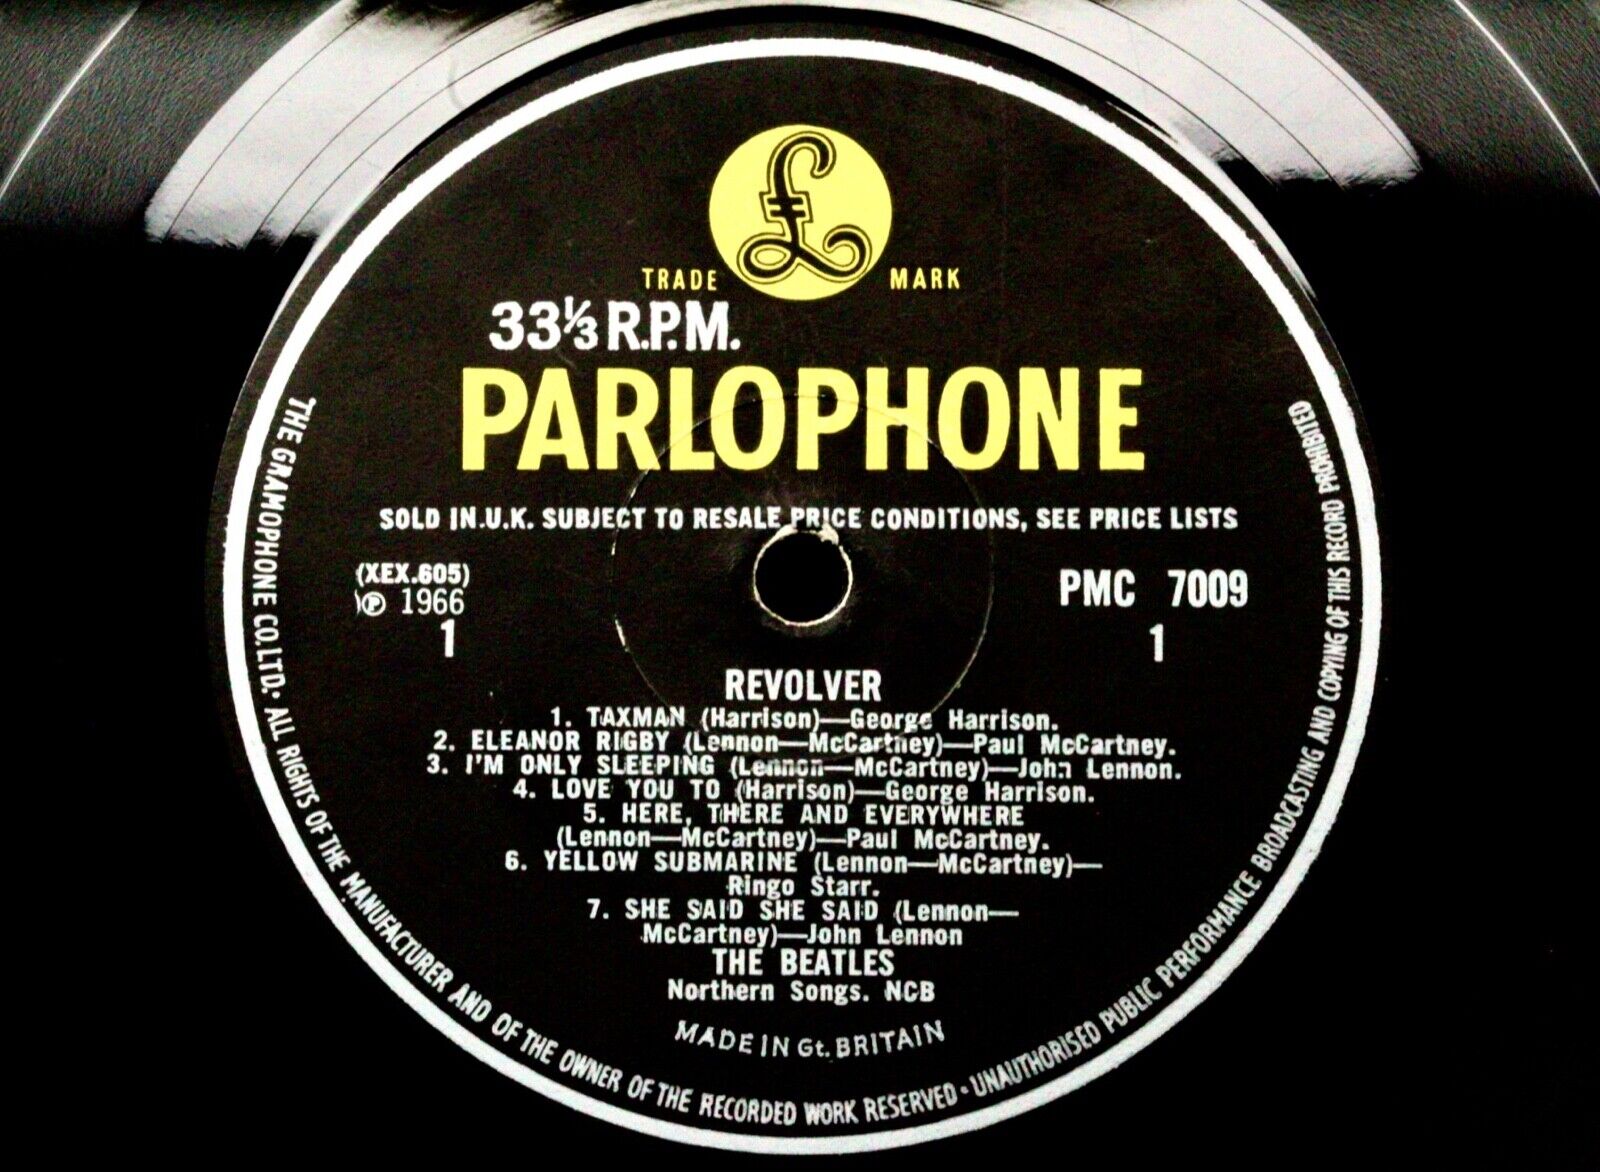 £
TRADE MARK
33⅓ R.P.M.
PARLOPHONE
SOLD IN.U.K. SUBJECT TO RESALE PRICE CONDITIONS, SEE PRICE LISTS
(XEX.605)
℗ 1966
1
PMC 7009
1
REVOLVER
1. TAXMAN (Harrison)—George Harrison.
2. ELEANOR RIGBY (Lennon—McCartney)—Paul McCartney.
3. I'M ONLY SLEEPING (Lennon—McCartney)—John Lennon.
4. LOVE YOU TO (Harrison)—George Harrison.
5. HERE, THERE AND EVERYWHERE
(Lennon—McCartney)—Paul McCartney.
6. YELLOW SUBMARINE (Lennon—McCartney)—
Ringo Starr.
7. SHE SAID SHE SAID (Lennon—
McCartney)—John Lennon
THE BEATLES
Northern Songs. NCB
MADE IN Gt. BRITAIN
THE GRAMOPHONE CO. LTD. · ALL RIGHTS OF THE MANUFACTURER AND OF THE OWNER OF THE RECORDED WORK RESERVED · UNAUTHORISED PUBLIC PERFORMANCE BROADCASTING AND COPYING OF THIS RECORD PROHIBITED